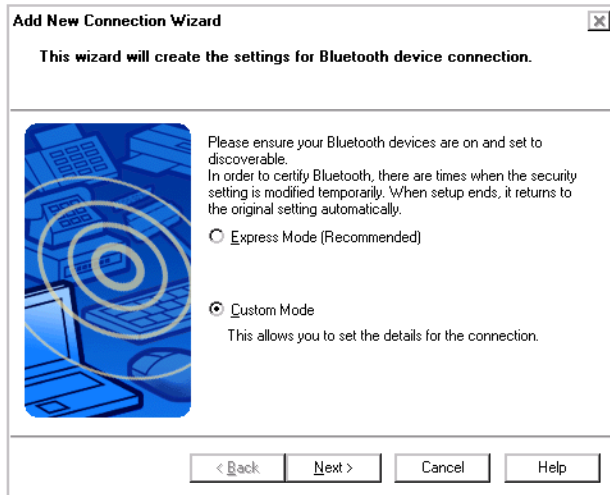 Add New Connection Wizard
This wizard will create the settings for Bluetooth device connection.
Please ensure your Bluetooth devices are on and set to
discoverable.
In order to certify Bluetooth, there are times when the security
setting is modified temporarily. When setup ends, it returns to
the original setting automatically.
Express Mode (Recommended)
Custom Mode
This allows you to set the details for the connection.
< Back Next > Cancel Help